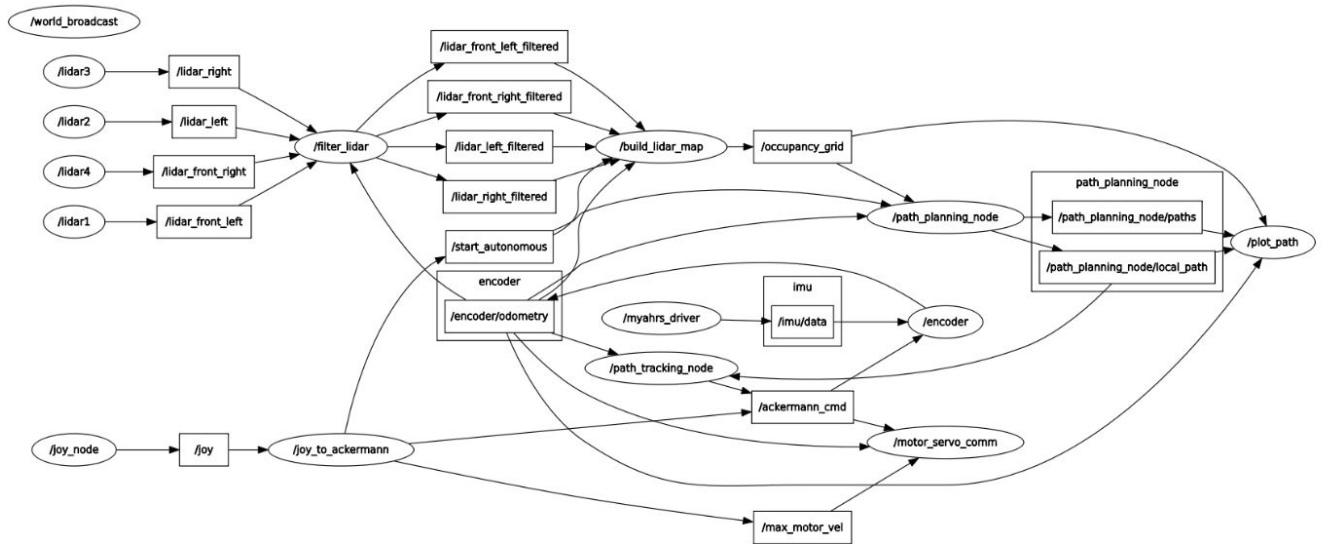 /world_broadcast
/lidar3
/lidar_right
/lidar2
/lidar_left
/lidar4
/lidar_front_right
/lidar1
/lidar_front_left
/filter_lidar
/lidar_front_left_filtered
/lidar_front_right_filtered
/lidar_left_filtered
/lidar_right_filtered
/start_autonomous
encoder
/encoder/odometry
/build_lidar_map
/occupancy_grid
/path_planning_node
path_planning_node
/path_planning_node/paths
/path_planning_node/local_path
/plot_path
/myahrs_driver
imu
/imu/data
/encoder
/path_tracking_node
/ackermann_cmd
/motor_servo_comm
/joy_node
/joy
/joy_to_ackermann
/max_motor_vel